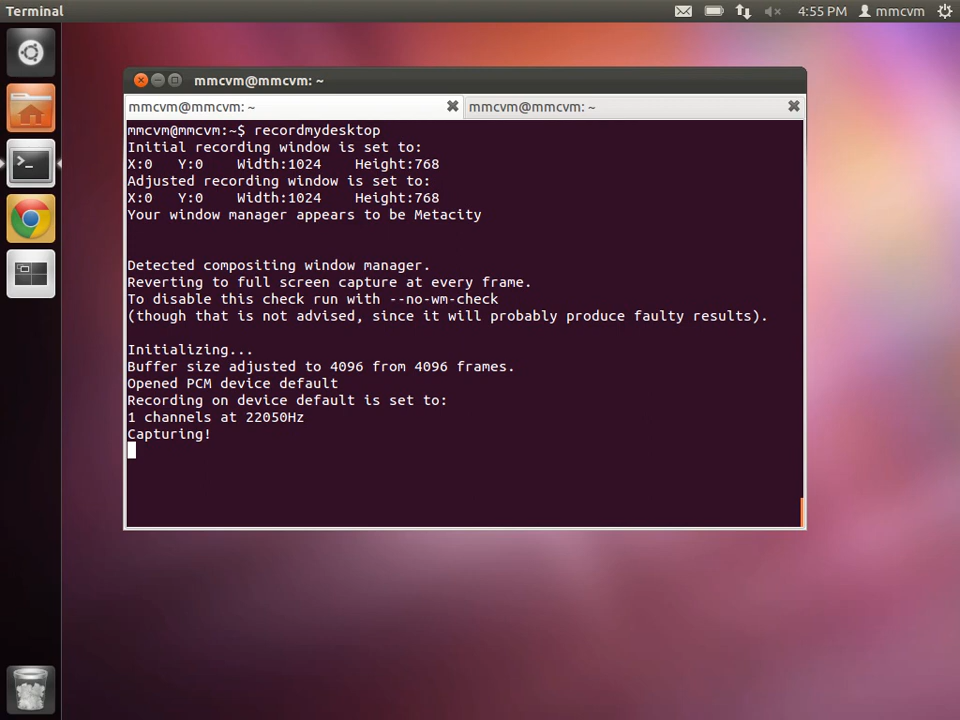 Terminal
4:55 PM mmcvm
mmcvm@mmcvm: ~
mmcvm@mmcvm: ~ mmcvm@mmcvm: ~
mmcvm@mmcvm:~$ recordmydesktop
Initial recording window is set to:
X:0   Y:0    Width:1024    Height:768
Adjusted recording window is set to:
X:0   Y:0    Width:1024    Height:768
Your window manager appears to be Metacity
Detected compositing window manager.
Reverting to full screen capture at every frame.
To disable this check run with --no-wm-check
(though that is not advised, since it will probably produce faulty results).
Initializing...
Buffer size adjusted to 4096 from 4096 frames.
Opened PCM device default
Recording on device default is set to:
1 channels at 22050Hz
Capturing!